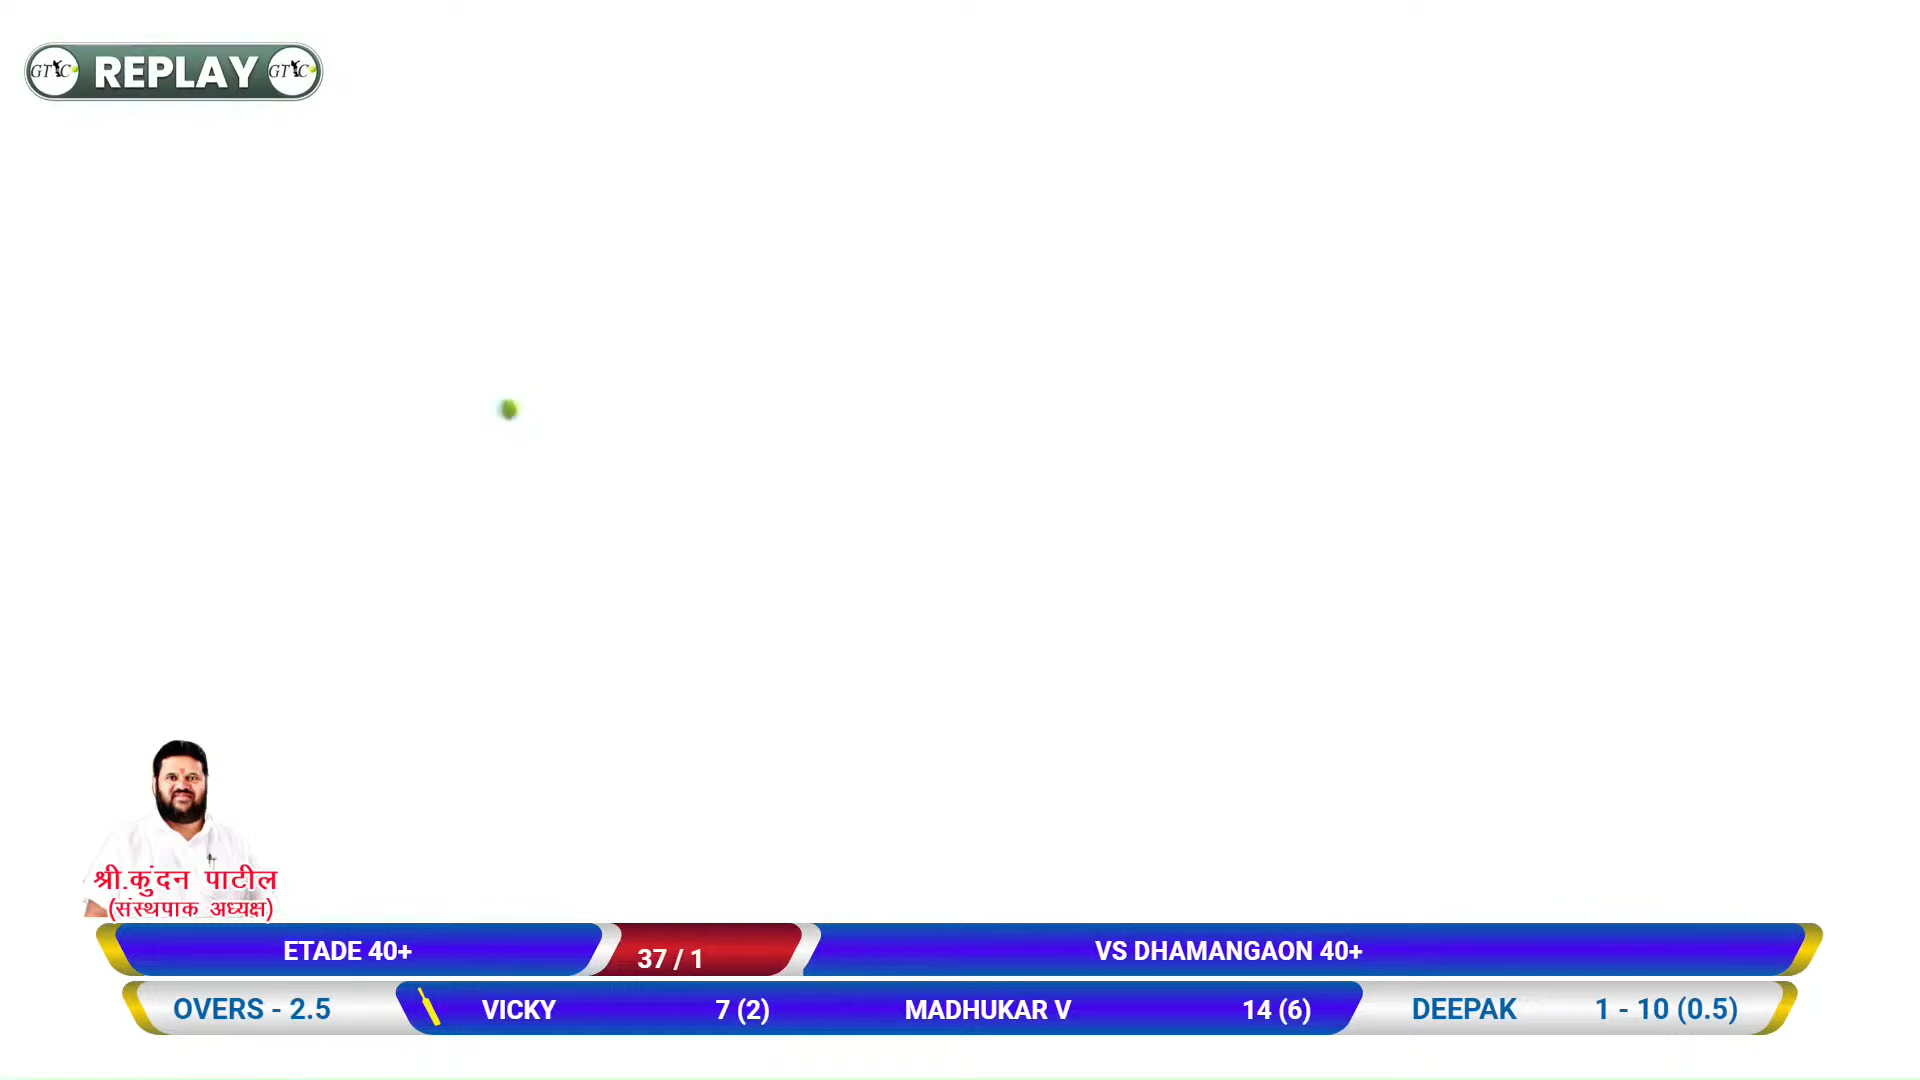 GTC REPLAY GTC
श्री.कुंदन पाटील
(संस्थपाक अध्यक्ष)
ETADE 40+ 37 / 1 VS DHAMANGAON 40+
OVERS - 2.5 VICKY 7 (2) MADHUKAR V 14 (6) DEEPAK 1 - 10 (0.5)